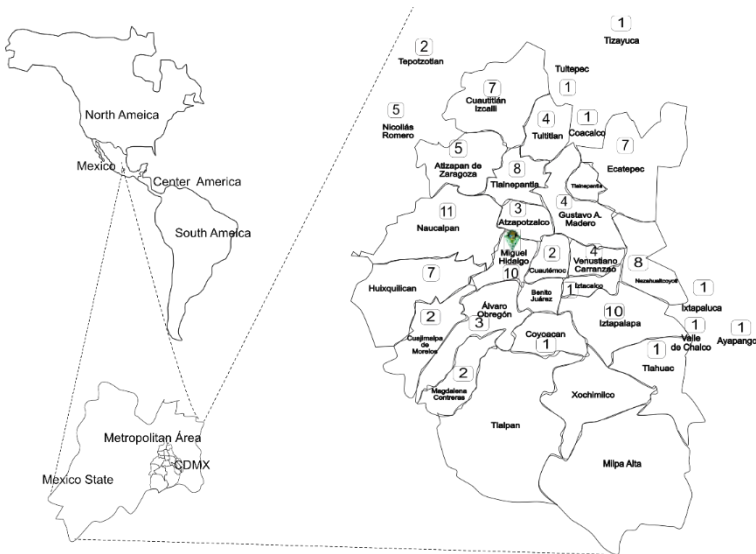 North Ameica
Mexico
Center America
South Ameica
Metropolitan Área
CDMX
Mexico State
1
Tizayuca
2
Tepotzotlan
Tultepec
1
7
Cuautitlán
Izcalli
5
Nicollás
Romero
4
Tultitlan
1
Coacalco
7
Ecatepec
5
Atizapan de
Zaragoza
8
Tlalnepantla
Tlalnepantla
4
Gustavo A.
Madero
3
Atzapotzalco
11
Naucalpan
Miguel
Hidalgo
10
2
Cuautémoc
4
Venustiano
Carranzao
8
Nezahualcoyotl
7
Huixquilican
1
Iztacalco
Benito
Juárez
1
Ixtapaluca
10
Iztapalapa
2
Cuajimalpa de
Morelos
Álvaro
Obregón
3
Coyoacan
1
1
Valle
de Chalco
1
Ayapango
1
Tlahuac
2
Magdalena
Contreras
Xochimilco
Tlalpan
Milpa Alta